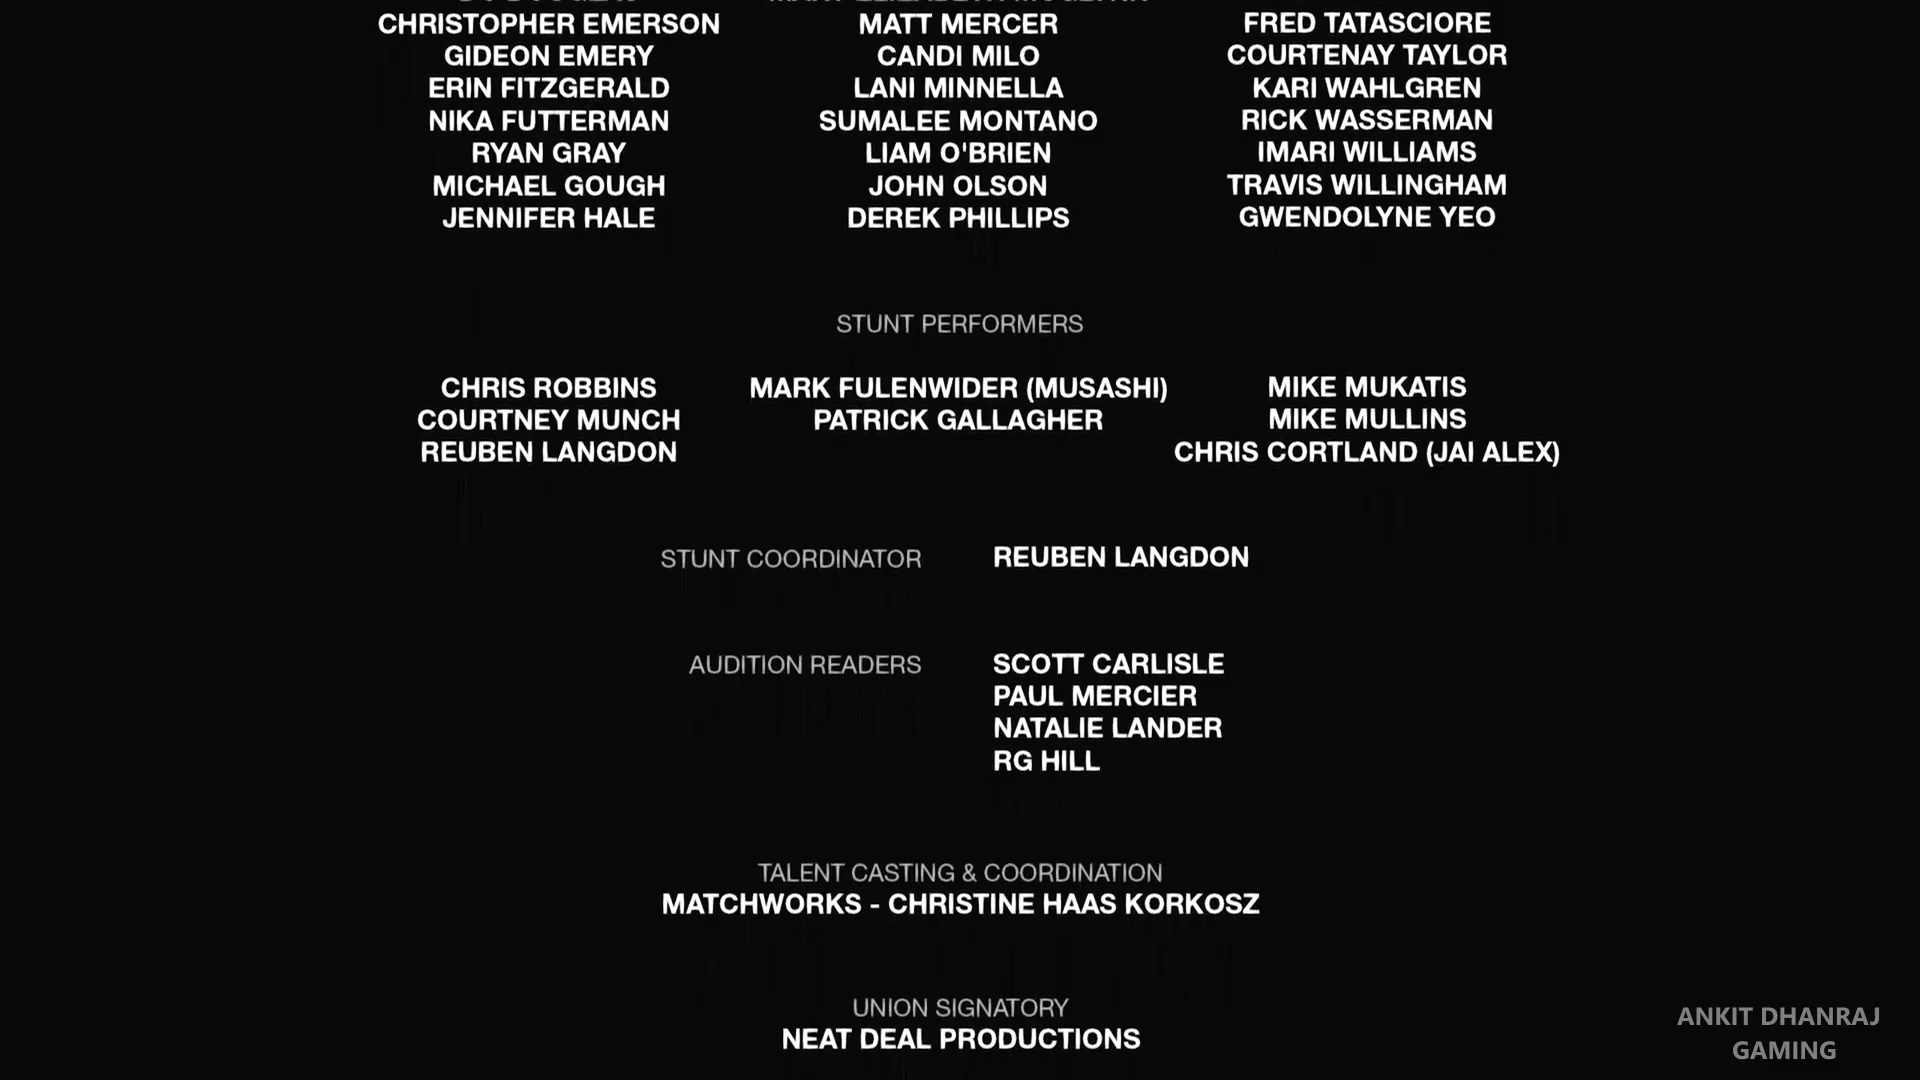 CHRISTOPHER EMERSON
GIDEON EMERY
ERIN FITZGERALD
NIKA FUTTERMAN
RYAN GRAY
MICHAEL GOUGH
JENNIFER HALE
MATT MERCER
CANDI MILO
LANI MINNELLA
SUMALEE MONTANO
LIAM O'BRIEN
JOHN OLSON
DEREK PHILLIPS
FRED TATASCIORE
COURTENAY TAYLOR
KARI WAHLGREN
RICK WASSERMAN
IMARI WILLIAMS
TRAVIS WILLINGHAM
GWENDOLYNE YEO
STUNT PERFORMERS
CHRIS ROBBINS
COURTNEY MUNCH
REUBEN LANGDON
MARK FULENWIDER (MUSASHI)
PATRICK GALLAGHER
MIKE MUKATIS
MIKE MULLINS
CHRIS CORTLAND (JAI ALEX)
STUNT COORDINATOR REUBEN LANGDON
AUDITION READERS SCOTT CARLISLE
PAUL MERCIER
NATALIE LANDER
RG HILL
TALENT CASTING & COORDINATION
MATCHWORKS - CHRISTINE HAAS KORKOSZ
UNION SIGNATORY
NEAT DEAL PRODUCTIONS
ANKIT DHANRAJ
GAMING